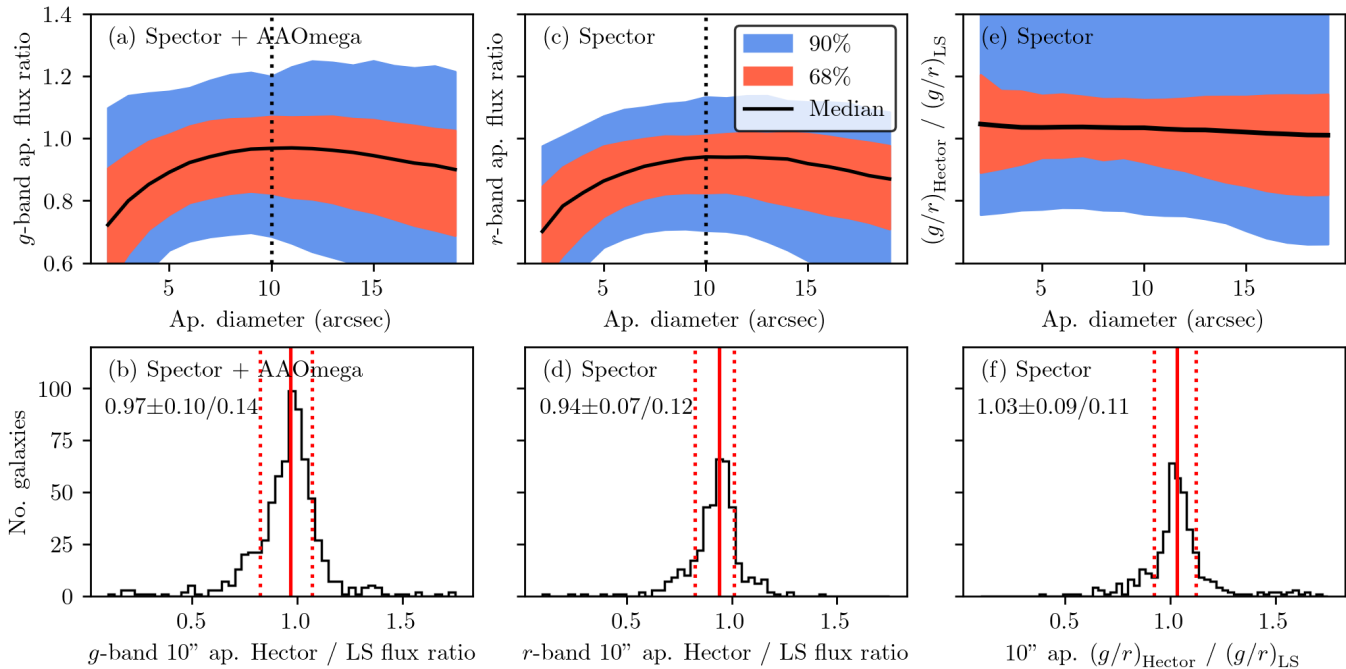 (a) Spector + AAOmega
1.4
1.2
1.0
0.8
0.6
g-band ap. flux ratio
5
10
15
Ap. diameter (arcsec)
(c) Spector
90%
68%
Median
r-band ap. flux ratio
5
10
15
Ap. diameter (arcsec)
(e) Spector
(g/r)Hector / (g/r)LS
5
10
15
Ap. diameter (arcsec)
(b) Spector + AAOmega
0.97±0.10/0.14
100
75
50
25
0
No. galaxies
0.5
1.0
1.5
g-band 10” ap. Hector / LS flux ratio
(d) Spector
0.94±0.07/0.12
0.5
1.0
1.5
r-band 10” ap. Hector / LS flux ratio
(f) Spector
1.03±0.09/0.11
0.5
1.0
1.5
10” ap. (g/r)Hector / (g/r)LS